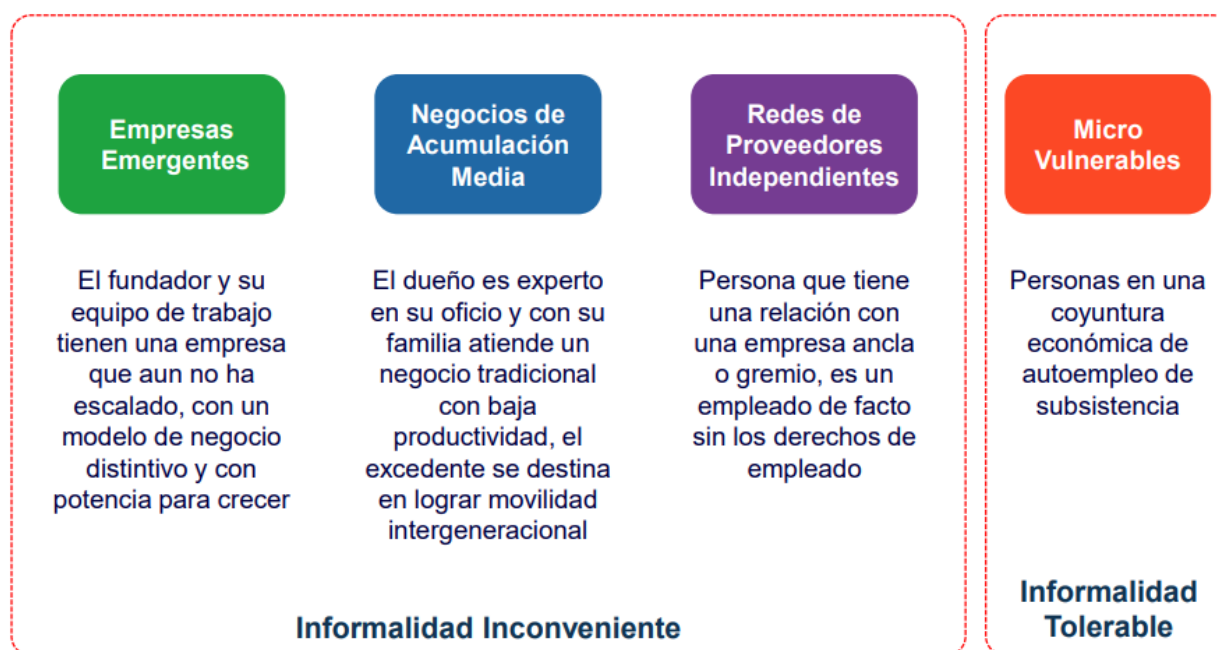 Empresas
Emergentes
El fundador y su
equipo de trabajo
tienen una empresa
que aun no ha
escalado, con un
modelo de negocio
distintivo y con
potencia para crecer
Negocios de
Acumulación
Media
El dueño es experto
en su oficio y con su
familia atiende un
negocio tradicional
con baja
productividad, el
excedente se destina
en lograr movilidad
intergeneracional
Redes de
Proveedores
Independientes
Persona que tiene
una relación con
una empresa ancla
o gremio, es un
empleado de facto
sin los derechos de
empleado
Informalidad Inconveniente
Micro
Vulnerables
Personas en una
coyuntura
económica de
autoempleo de
subsistencia
Informalidad
Tolerable